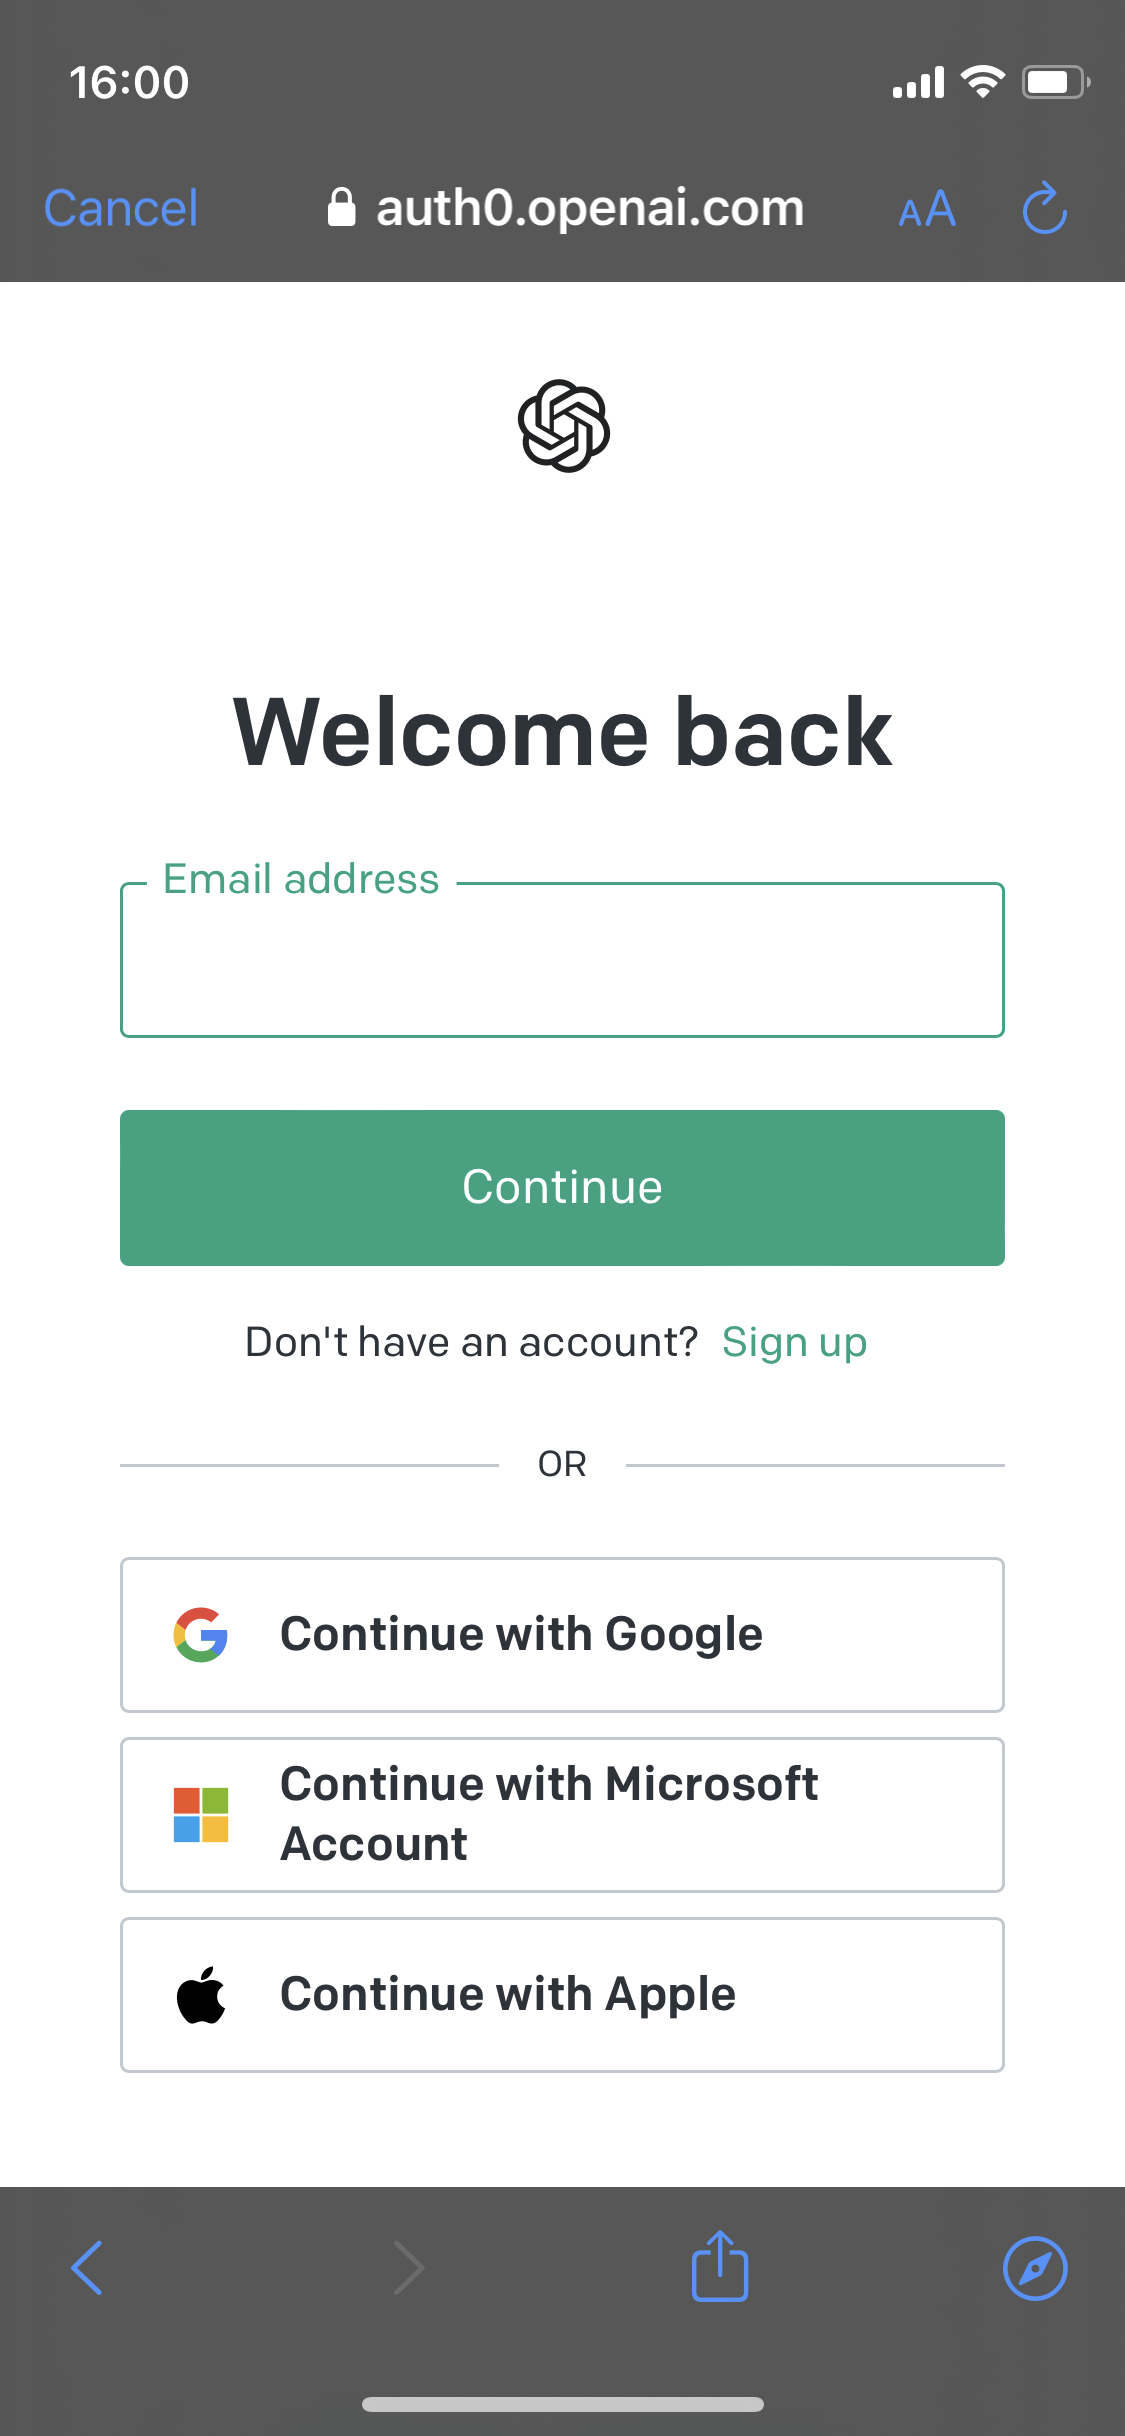 16:00
Cancel auth0.openai.com AA
Welcome back
Email address
Continue
Don't have an account? Sign up
OR
Continue with Google
Continue with Microsoft
Account
Continue with Apple